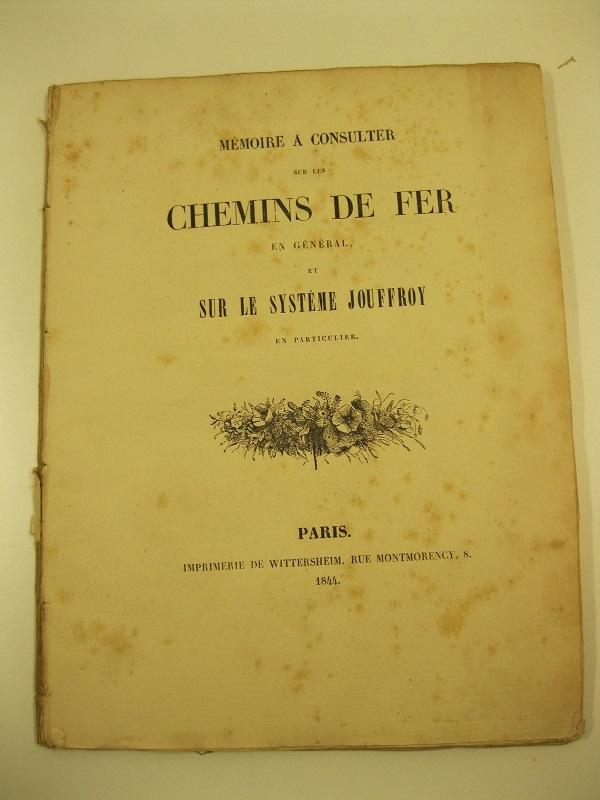 MÉMOIRE A CONSULTER
SUR LES
CHEMINS DE FER
EN GÉNÉRAL,
ET
SUR LE SYSTÈME JOUFFROY
EN PARTICULIER.
PARIS.
IMPRIMERIE DE WITTERSHEIM, RUE MONTMORENCY, 8.
1844.